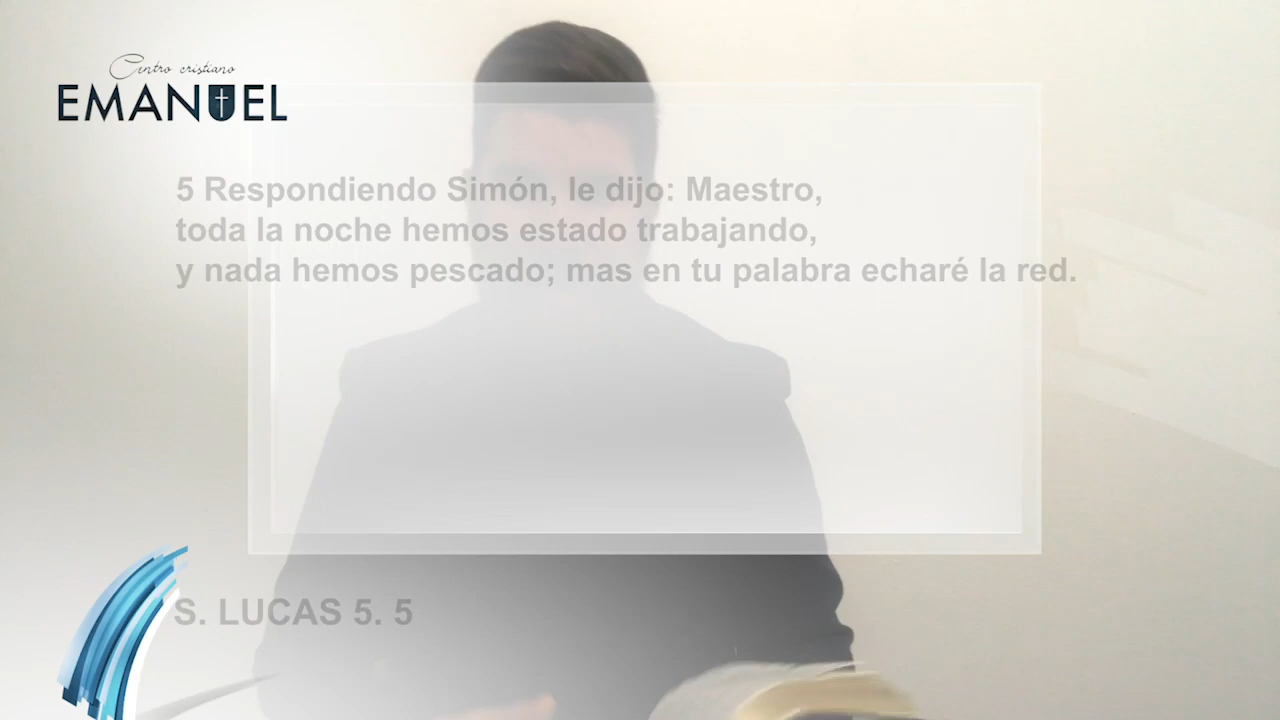 Centro cristiano
EMANUEL
5 Respondiendo Simón, le dijo: Maestro,
toda la noche hemos estado trabajando,
y nada hemos pescado; mas en tu palabra echaré la red.
S. LUCAS 5. 5